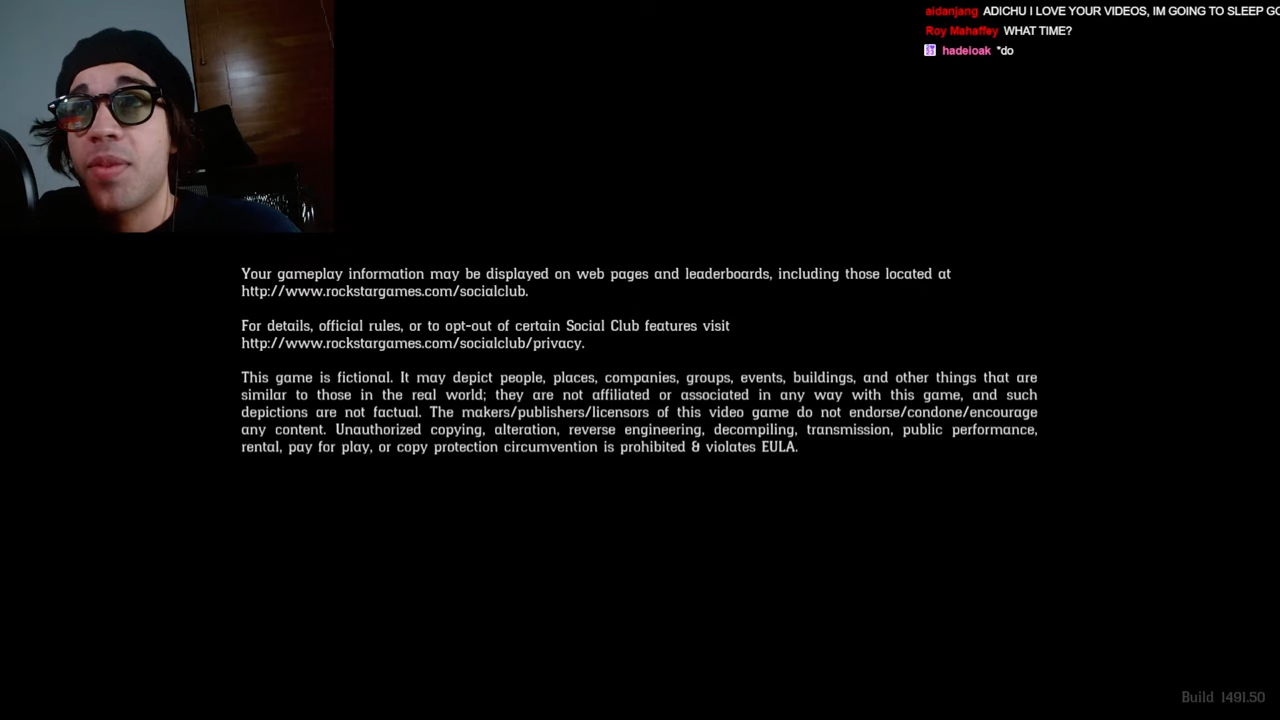 aidanjang ADICHU I LOVE YOUR VIDEOS, IM GOING TO SLEEP
Roy Mahaffey WHAT TIME?
hadeioak *do
Your gameplay information may be displayed on web pages and leaderboards, including those located at
http://www.rockstargames.com/socialclub.
For details, official rules, or to opt-out of certain Social Club features visit
http://www.rockstargames.com/socialclub/privacy.
This game is fictional. It may depict people, places, companies, groups, events, buildings, and other things that are
similar to those in the real world; they are not affiliated or associated in any way with this game, and such
depictions are not factual. The makers/publishers/licensors of this video game do not endorse/condone/encourage
any content. Unauthorized copying, alteration, reverse engineering, decompiling, transmission, public performance,
rental, pay for play, or copy protection circumvention is prohibited & violates EULA.
Build 1491.50